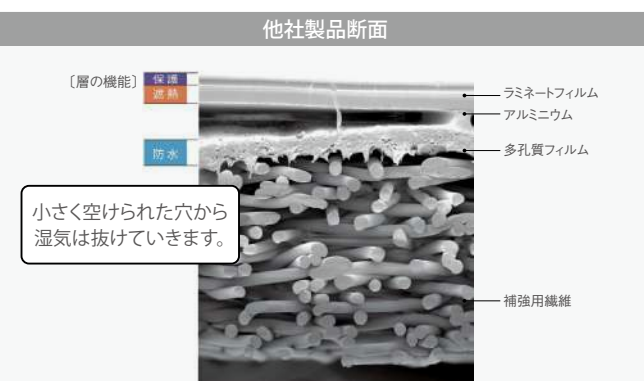 他社製品断面
〔層の機能〕
保護
遮熱
防水
ラミネートフィルム
アルミニウム
多孔質フィルム
小さく空けられた穴から
湿気は抜けていきます。
補強用繊維